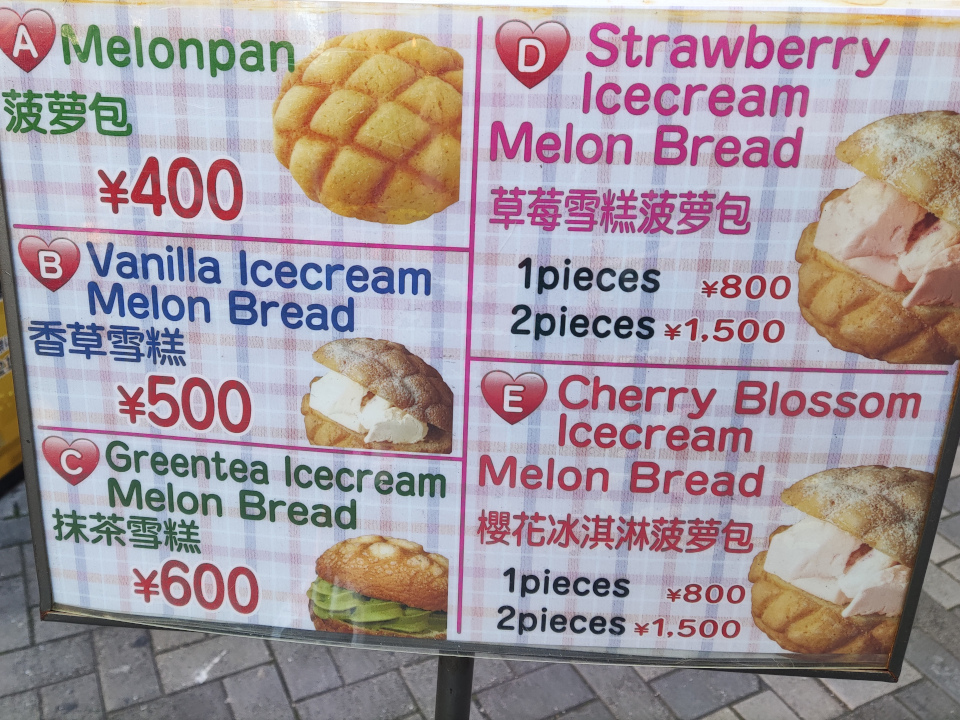 A Melonpan
菠萝包
¥400
B Vanilla Icecream
Melon Bread
香草雪糕
¥500
C Greentea Icecream
Melon Bread
抹茶雪糕
¥600
D Strawberry
Icecream
Melon Bread
草莓雪糕菠萝包
1pieces ¥800
2pieces ¥1,500
E Cherry Blossom
Icecream
Melon Bread
櫻花冰淇淋菠萝包
1pieces ¥800
2pieces ¥1,500